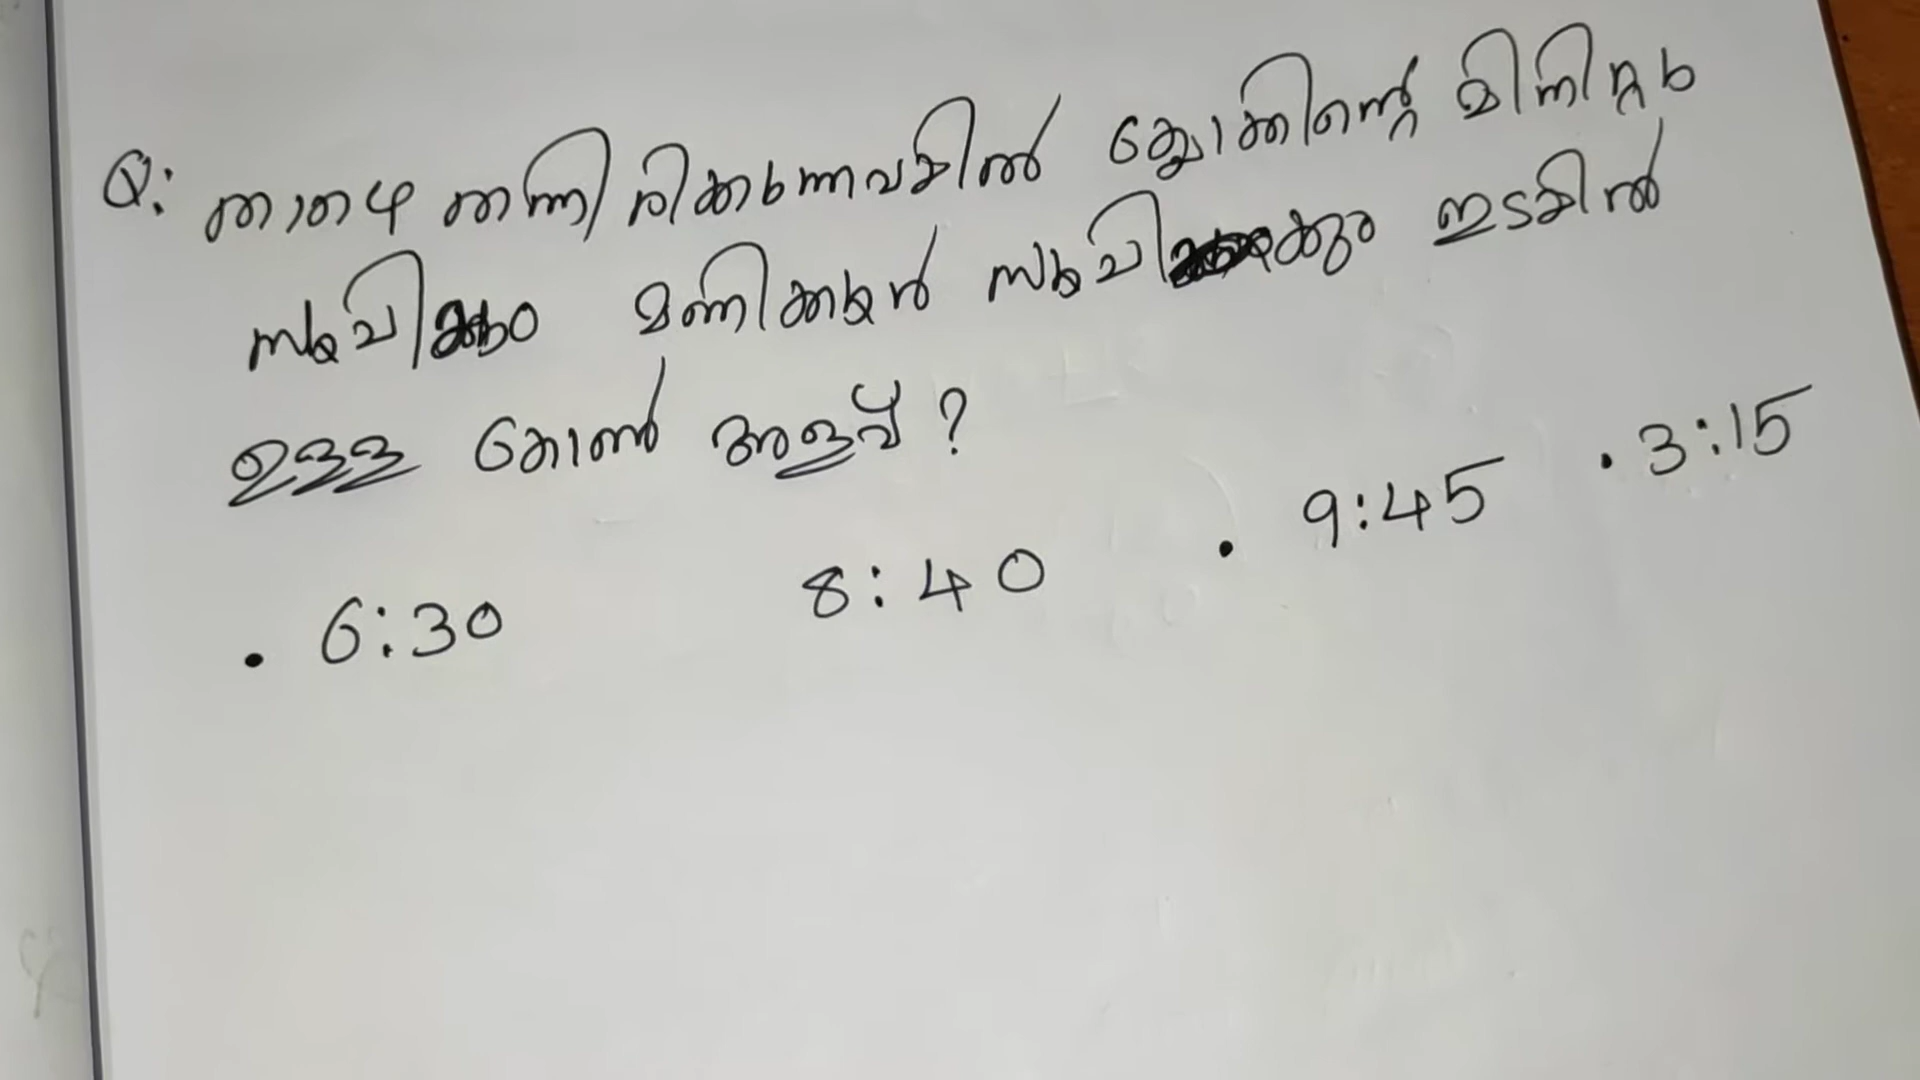 Q: താഴെ തന്നിരിക്കുന്നവയിൽ ക്ലോക്കിന്റെ മിനിറ്റു
സൂചിക്കും മണിക്കൂർ സൂചിക്കും ഇടയിൽ
ഉള്ള കോൺ അളവ് ?
. 6:30 8:40 . 9:45 . 3:15